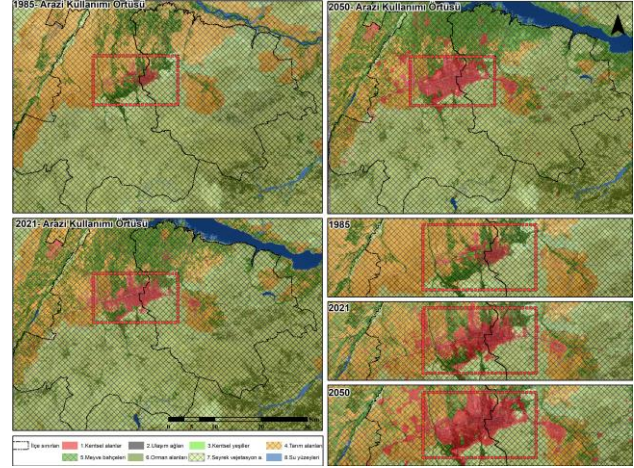 1985- Arazi Kullanımı Örtüsü
2050- Arazi Kullanımı Örtüsü
2021- Arazi Kullanımı Örtüsü
1985
2021
2050
İlçe sınırları
1.Kentsel alanlar
2.Ulaşım ağları
3.Kentsel yeşiller
4.Tarım alanları
5.Meyve bahçeleri
6.Orman alanları
7.Seyrek vejetasyon a
8.Su yüzeyleri